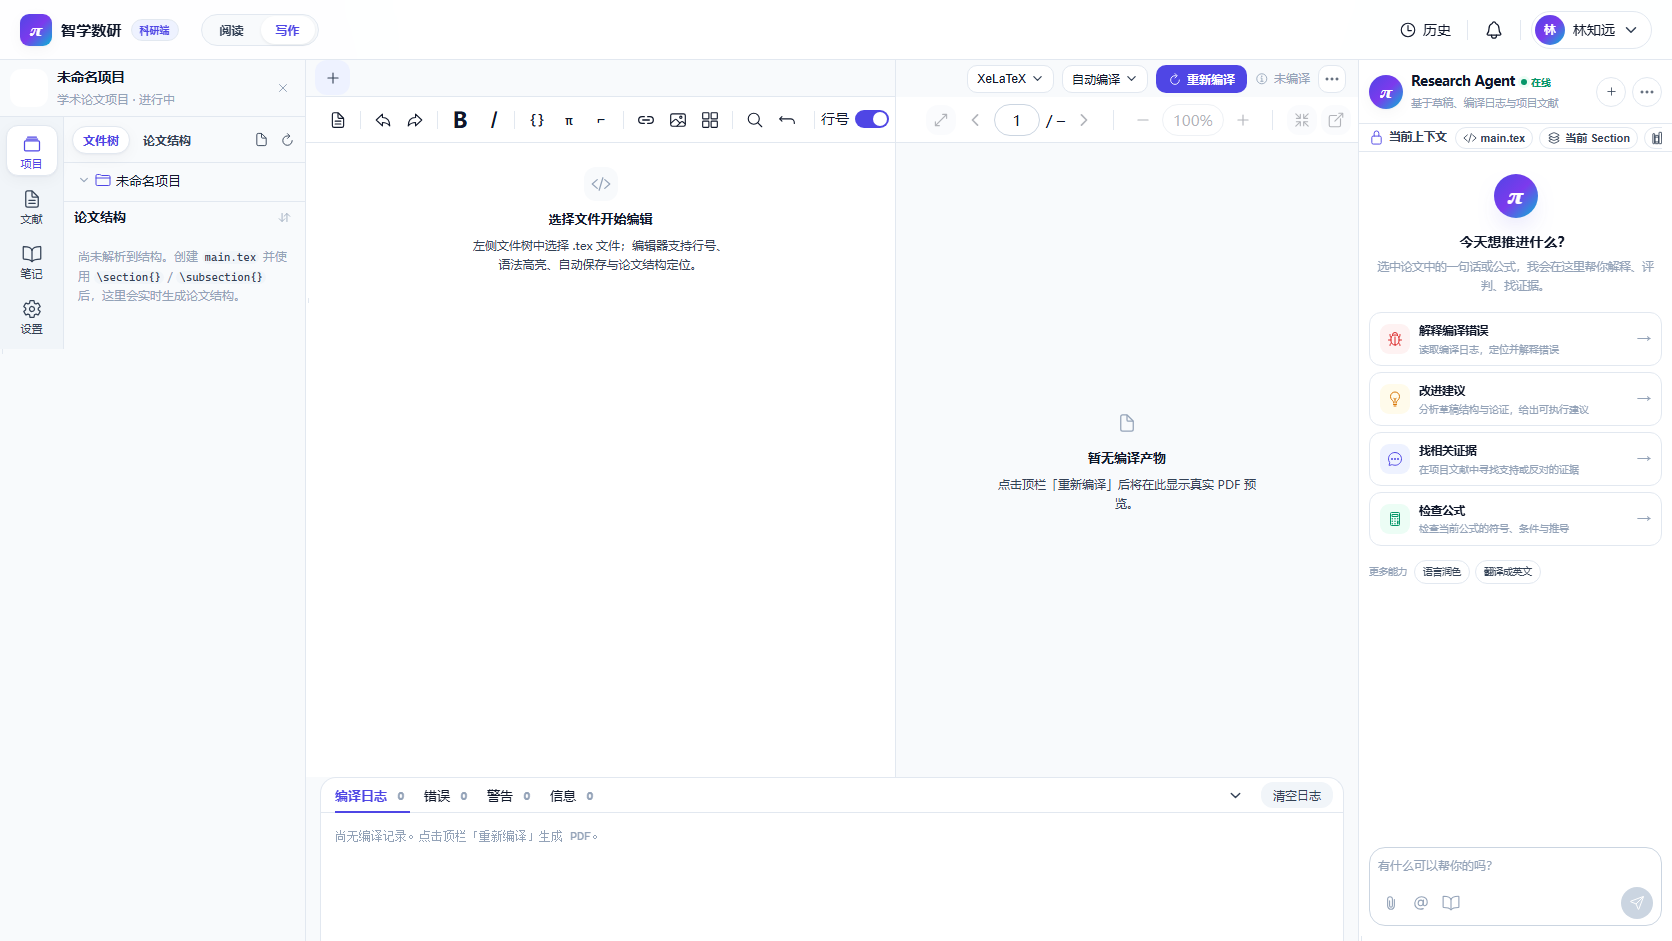 π 智学数研 科研端 阅读 写作 历史 林 林知远
未命名项目
学术论文项目 · 进行中
项目
文献
笔记
设置
文件树 论文结构
未命名项目
论文结构
尚未解析到结构。创建 main.tex 并使
用 \section{} / \subsection{}
后，这里会实时生成论文结构。
+ XeLaTeX 自动编译 重新编译 未编译 ···
B I {} π 行号
1 / – 100%
</>
选择文件开始编辑
左侧文件树中选择 .tex 文件；编辑器支持行号、
语法高亮、自动保存与论文结构定位。
暂无编译产物
点击顶栏「重新编译」后将在此显示真实 PDF 预
览。
编译日志 0 错误 0 警告 0 信息 0 清空日志
尚无编译记录。点击顶栏「重新编译」生成 PDF。
π Research Agent 在线
基于草稿、编译日志与项目文献
当前上下文 </> main.tex 当前 Section
π
今天想推进什么？
选中论文中的一句话或公式，我会在这里帮你解释、评
判、找证据。
解释编译错误
读取编译日志，定位并解释错误
改进建议
分析草稿结构与论证，给出可执行建议
找相关证据
在项目文献中寻找支持或反对的证据
检查公式
检查当前公式的符号、条件与推导
更多能力 语言润色 翻译成英文
有什么可以帮你的吗？
@